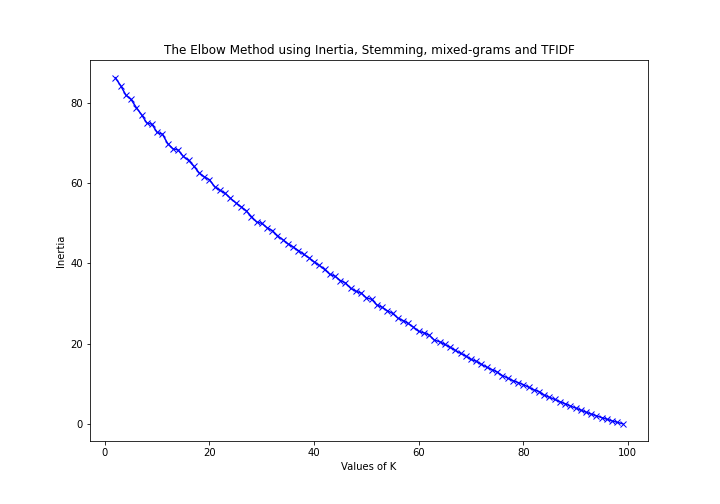 The Elbow Method using Inertia, Stemming, mixed-grams and TFIDF
80
60
40
20
0
Inertia
0 20 40 60 80 100
Values of K